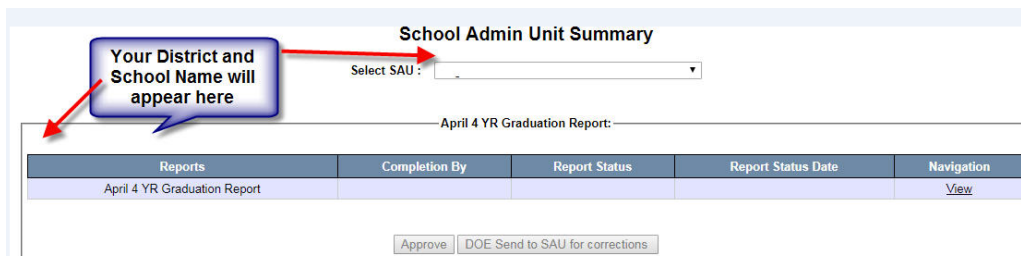 School Admin Unit Summary
Your District and
School Name will
appear here
Select SAU :
April 4 YR Graduation Report:
Reports Completion By Report Status Report Status Date Navigation
April 4 YR Graduation Report View
Approve DOE Send to SAU for corrections